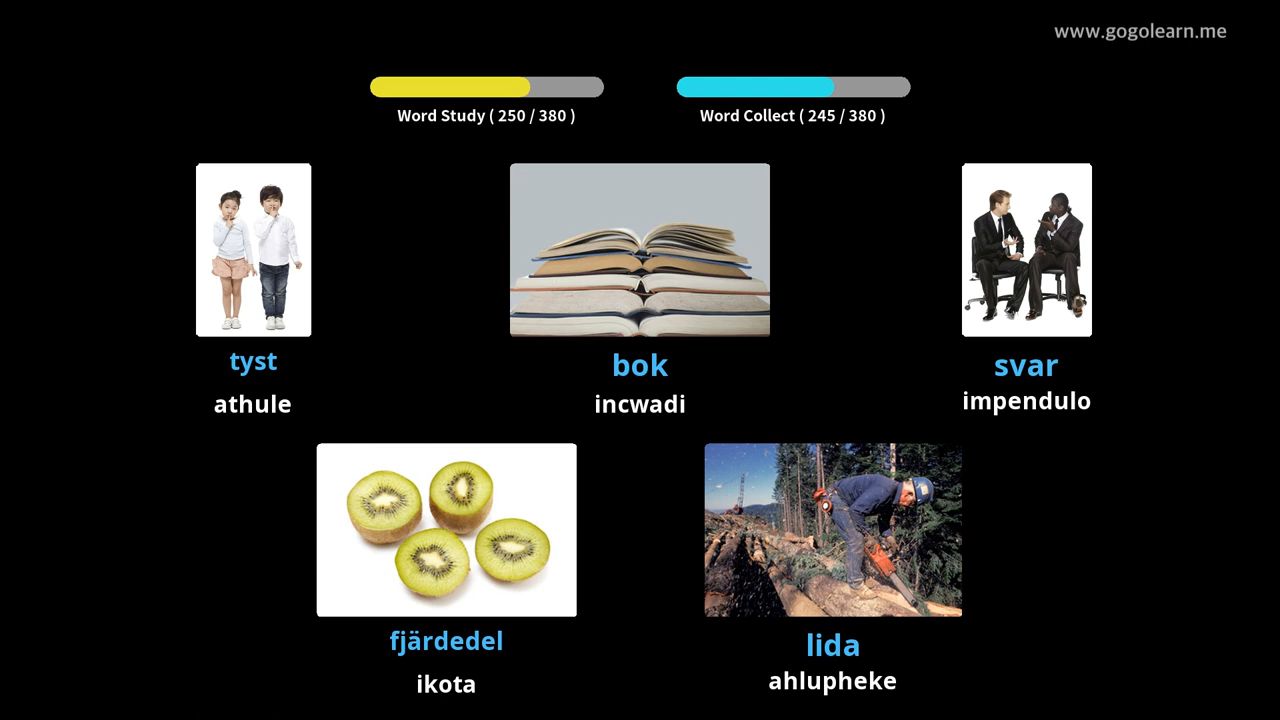 www.gogolearn.me
Word Study ( 250 / 380 )
Word Collect ( 245 / 380 )
tyst
athule
bok
incwadi
svar
impendulo
fjärdedel
ikota
lida
ahlupheke